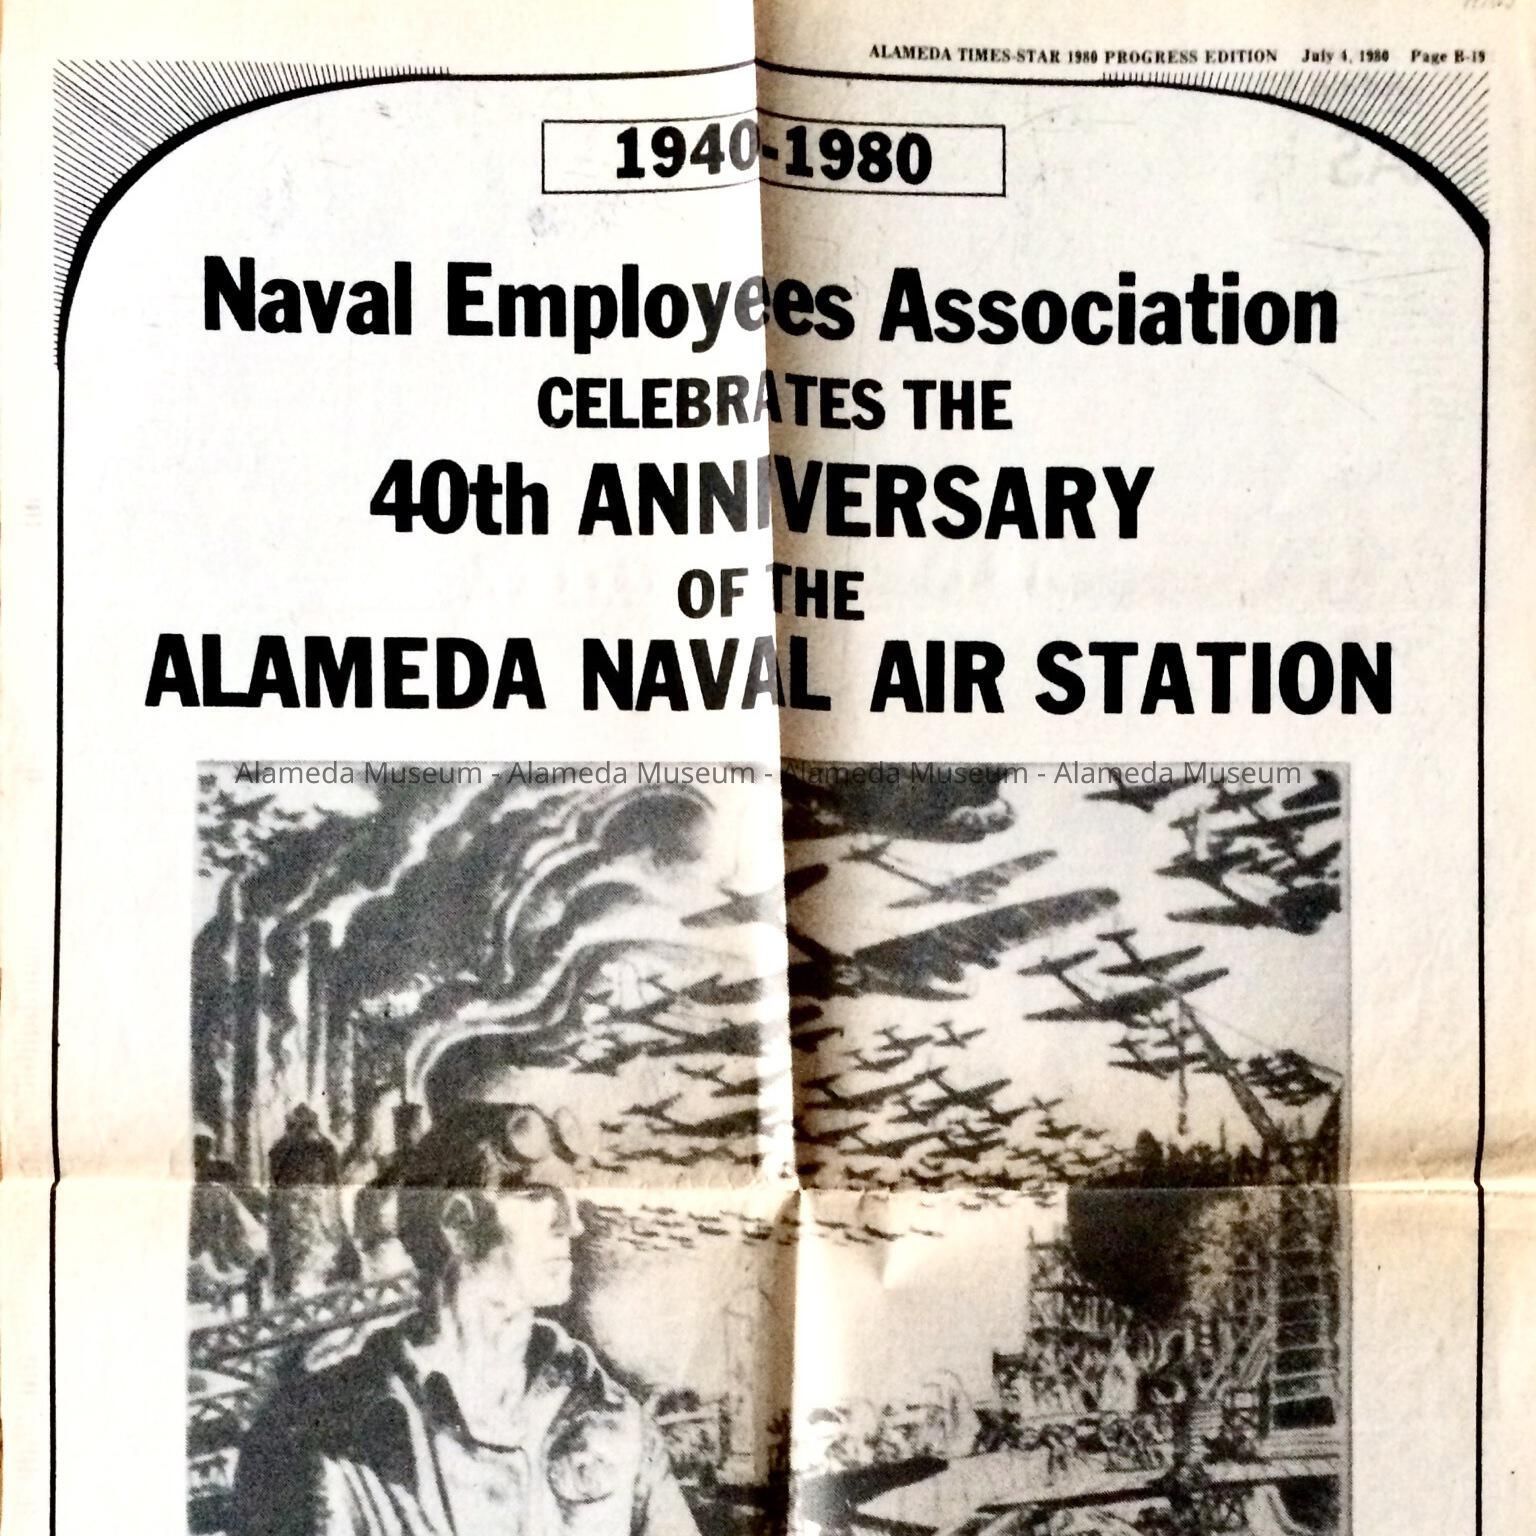 ALAMEDA TIMES-STAR 1980 PROGRESS EDITION July 4, 1980 Page B-15
1940-1980
Naval Employees Association
CELEBRATES THE
40th ANNIVERSARY
OF THE
ALAMEDA NAVAL AIR STATION
Alameda Museum - Alameda Museum - Alameda Museum - Alameda Museum